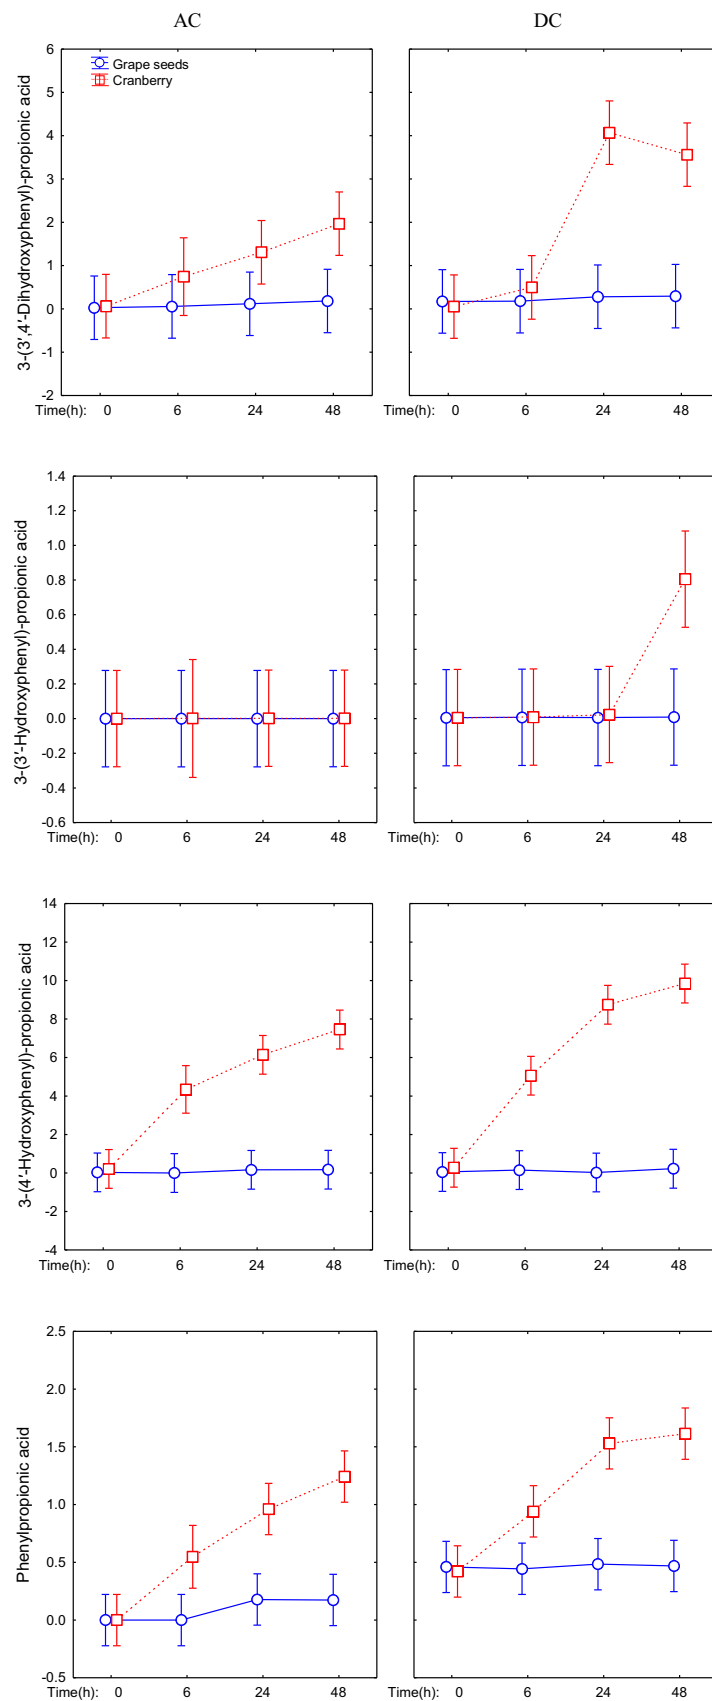 AC
DC
3-(3′,4′-Dihydroxyphenyl)-propionic acid
6
5
4
3
2
1
0
-1
-2
Grape seeds
Cranberry
Time(h): 0 6 24 48
0 6 24 48
3-(3′-Hydroxyphenyl)-propionic acid
1.4
1.2
1.0
0.8
0.6
0.4
0.2
0.0
-0.2
-0.4
-0.6
Time(h): 0 6 24 48
0 6 24 48
3-(4′-Hydroxyphenyl)-propionic acid
14
12
10
8
6
4
2
0
-2
-4
Time(h): 0 6 24 48
0 6 24 48
Phenylpropionic acid
2.5
2.0
1.5
1.0
0.5
0.0
-0.5
Time(h): 0 6 24 48
0 6 24 48